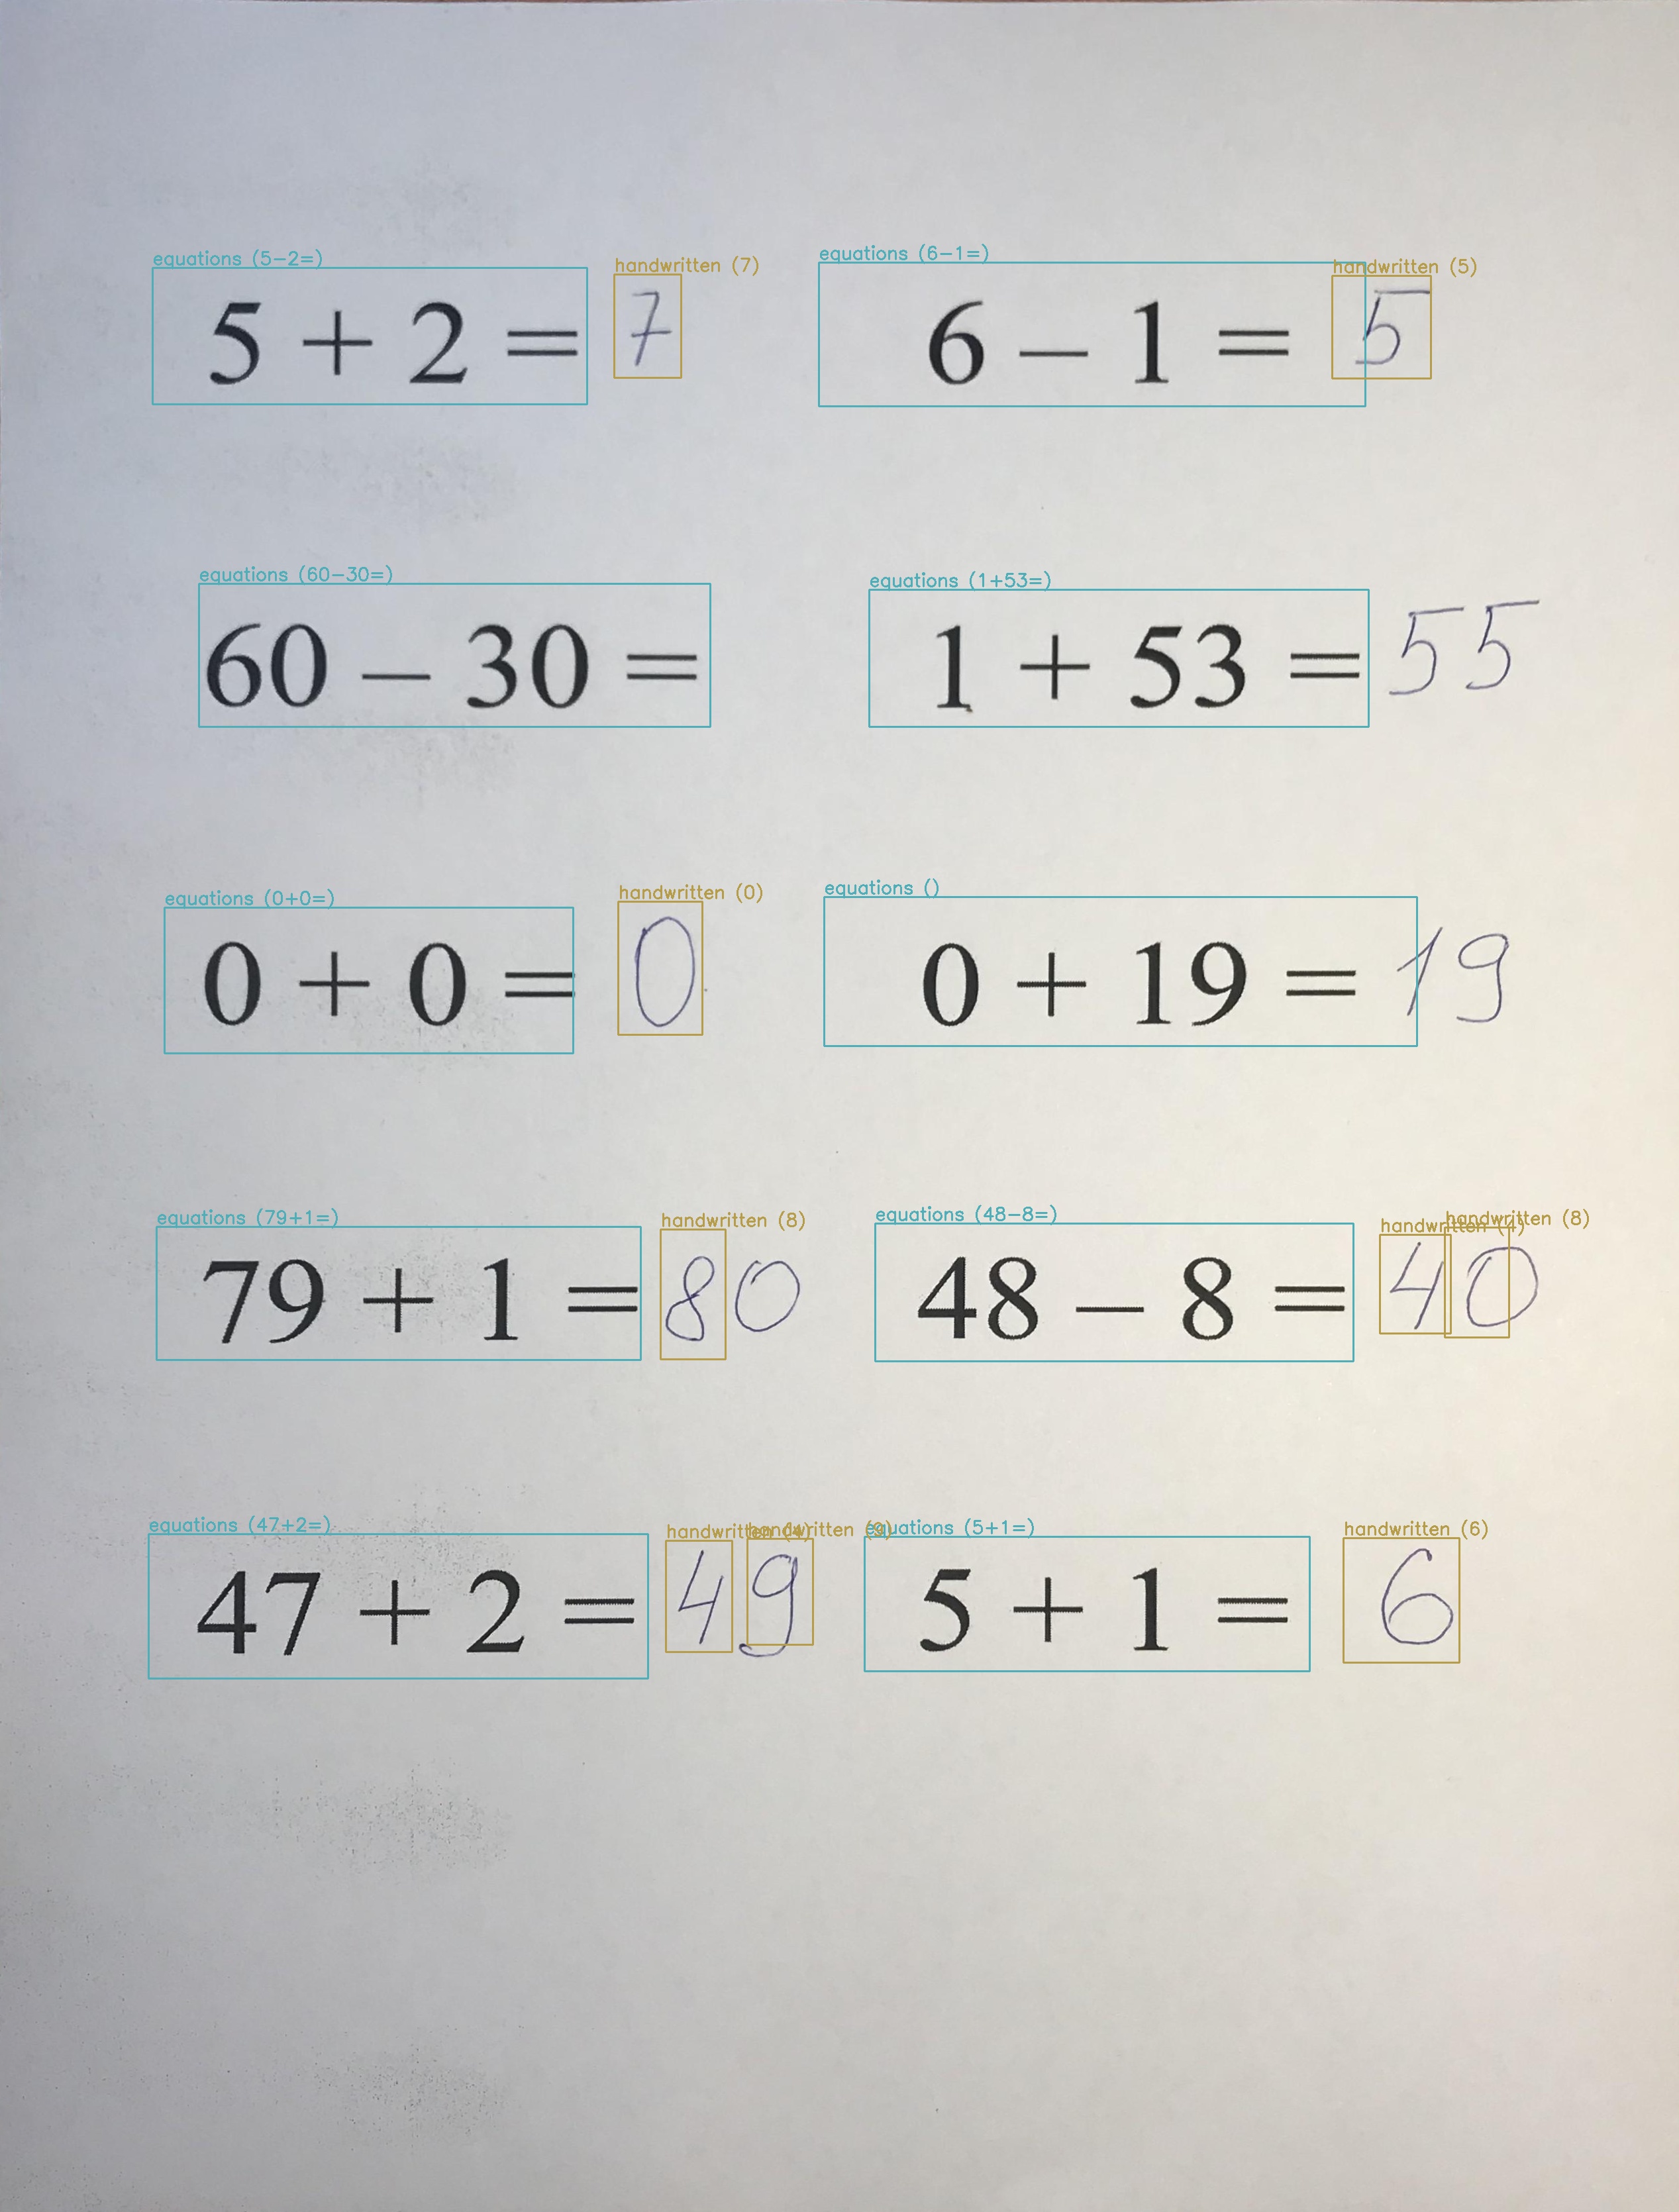 equations (5-2=) handwritten (7) equations (6-1=) handwritten (5)
5 + 2 = 7 6 – 1 = 5
equations (60-30=) equations (1+53=)
60 – 30 = 1 + 53 = 55
equations (0+0=) handwritten (0) equations ()
0 + 0 = 0 0 + 19 = 19
equations (79+1=) handwritten (8) equations (48-8=) handwritten (4) handwritten (8)
79 + 1 = 80 48 – 8 = 40
equations (47+2=) handwritten (4) handwritten (9) equations (5+1=) handwritten (6)
47 + 2 = 49 5 + 1 = 6